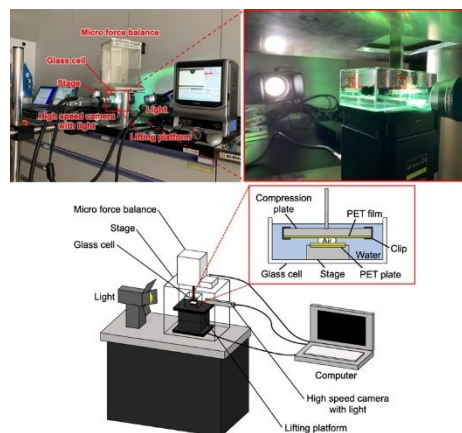 Micro force balance
Glass cell
Stage
High speed camera
with light
Light
Lifting platform
Compression
plate
PET film
Air
Clip
Water
Glass cell
Stage
PET plate
Micro force balance
Stage
Glass cell
Light
Computer
High speed camera
with light
Lifting platform